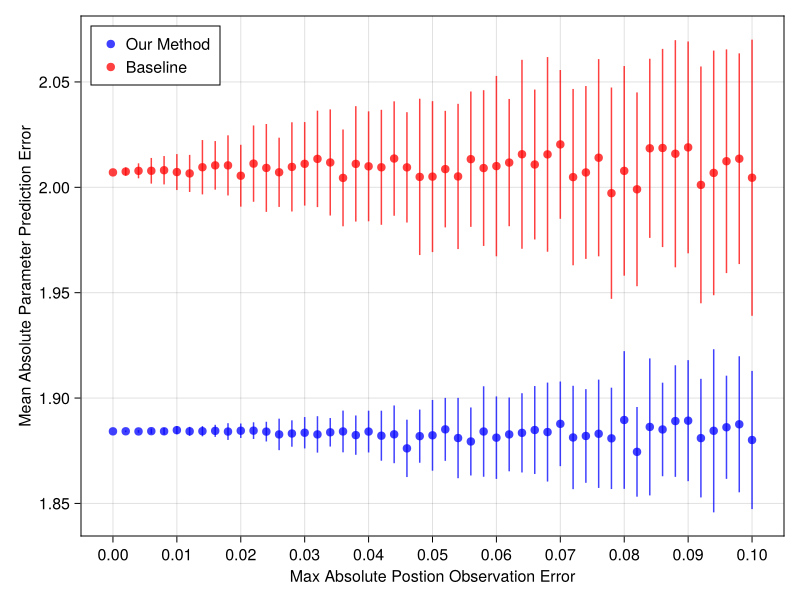 Our Method
Baseline
2.05
2.00
1.95
1.90
1.85
Mean Absolute Parameter Prediction Error
0.00 0.01 0.02 0.03 0.04 0.05 0.06 0.07 0.08 0.09 0.10
Max Absolute Postion Observation Error